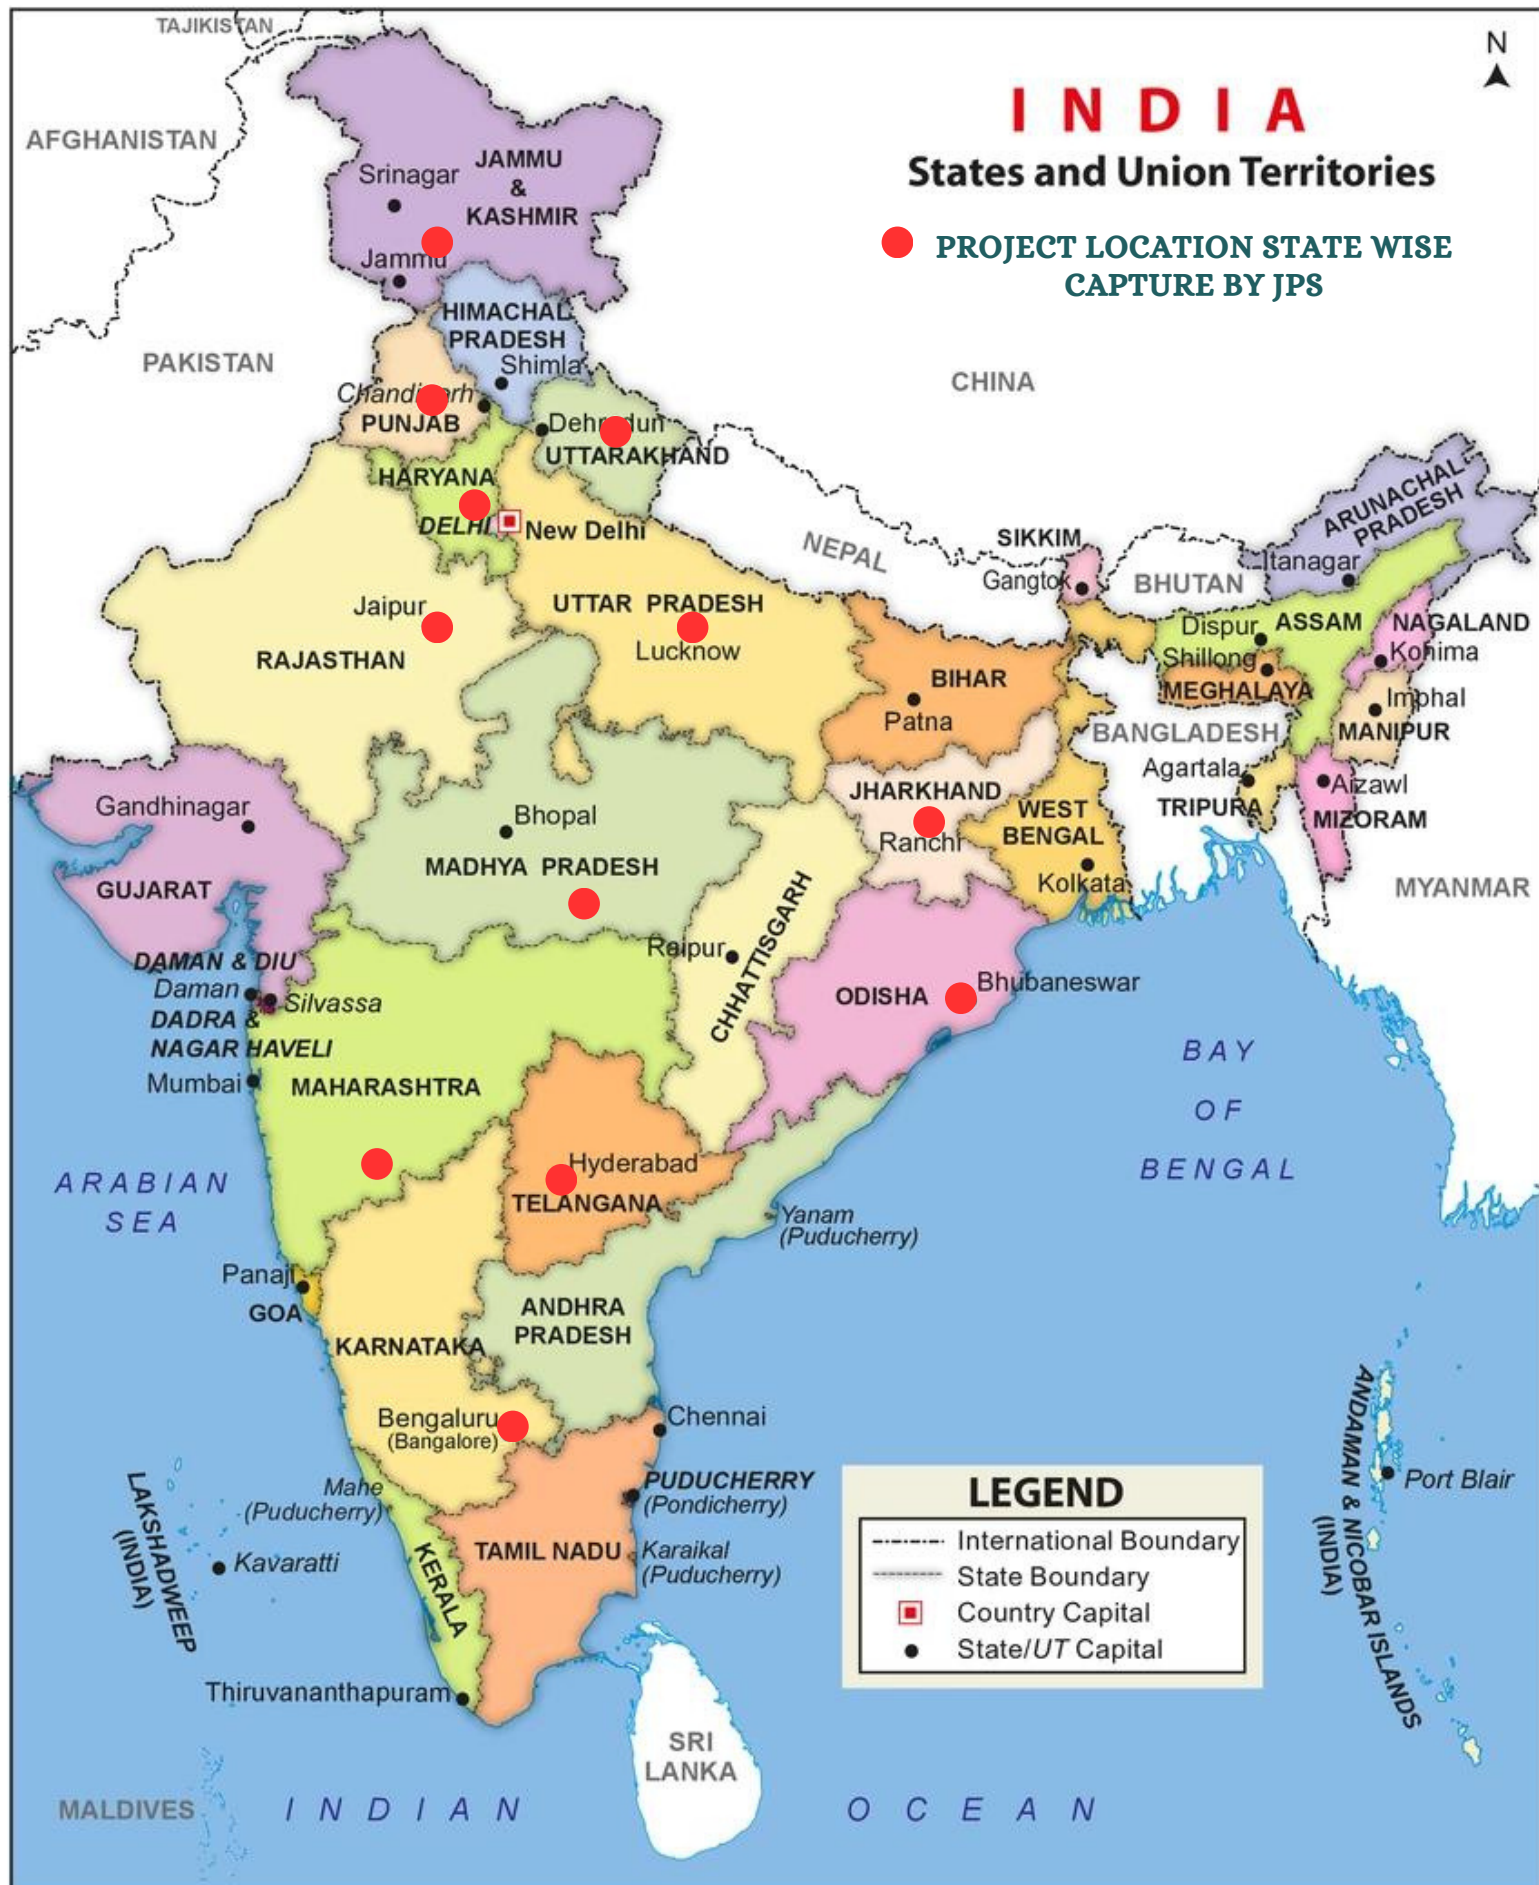 TAJIKISTAN
N
INDIA
States and Union Territories
PROJECT LOCATION STATE WISE
CAPTURE BY JPS
AFGHANISTAN
JAMMU
&
KASHMIR
Srinagar
Jammu
HIMACHAL
PRADESH
Shimla
PAKISTAN
CHINA
Chandigarh
PUNJAB
Dehradun
UTTARAKHAND
HARYANA
DELHI
New Delhi
NEPAL
SIKKIM
Gangtok
BHUTAN
ARUNACHAL
PRADESH
Itanagar
Jaipur
RAJASTHAN
UTTAR PRADESH
Lucknow
BIHAR
Patna
Dispur
ASSAM
NAGALAND
Kohima
Shillong
MEGHALAYA
Imphal
MANIPUR
BANGLADESH
Agartala
TRIPURA
Aizawl
MIZORAM
MYANMAR
Gandhinagar
GUJARAT
Bhopal
MADHYA PRADESH
JHARKHAND
Ranchi
WEST
BENGAL
Kolkata
CHHATTISGARH
Raipur
ODISHA
Bhubaneswar
DAMAN & DIU
Daman
Silvassa
DADRA &
NAGAR HAVELI
Mumbai
MAHARASHTRA
Hyderabad
TELANGANA
BAY
OF
BENGAL
ARABIAN
SEA
Yanam
(Puducherry)
Panaji
GOA
KARNATAKA
ANDHRA
PRADESH
Bengaluru
(Bangalore)
Chennai
Mahe
(Puducherry)
PUDUCHERRY
(Pondicherry)
LAKSHADWEEP
(INDIA)
Kavaratti
KERALA
TAMIL NADU
Karaikal
(Puducherry)
Thiruvananthapuram
ANDAMAN & NICOBAR ISLANDS
(INDIA)
Port Blair
LEGEND
International Boundary
State Boundary
Country Capital
State/UT Capital
SRI
LANKA
MALDIVES
INDIAN
OCEAN